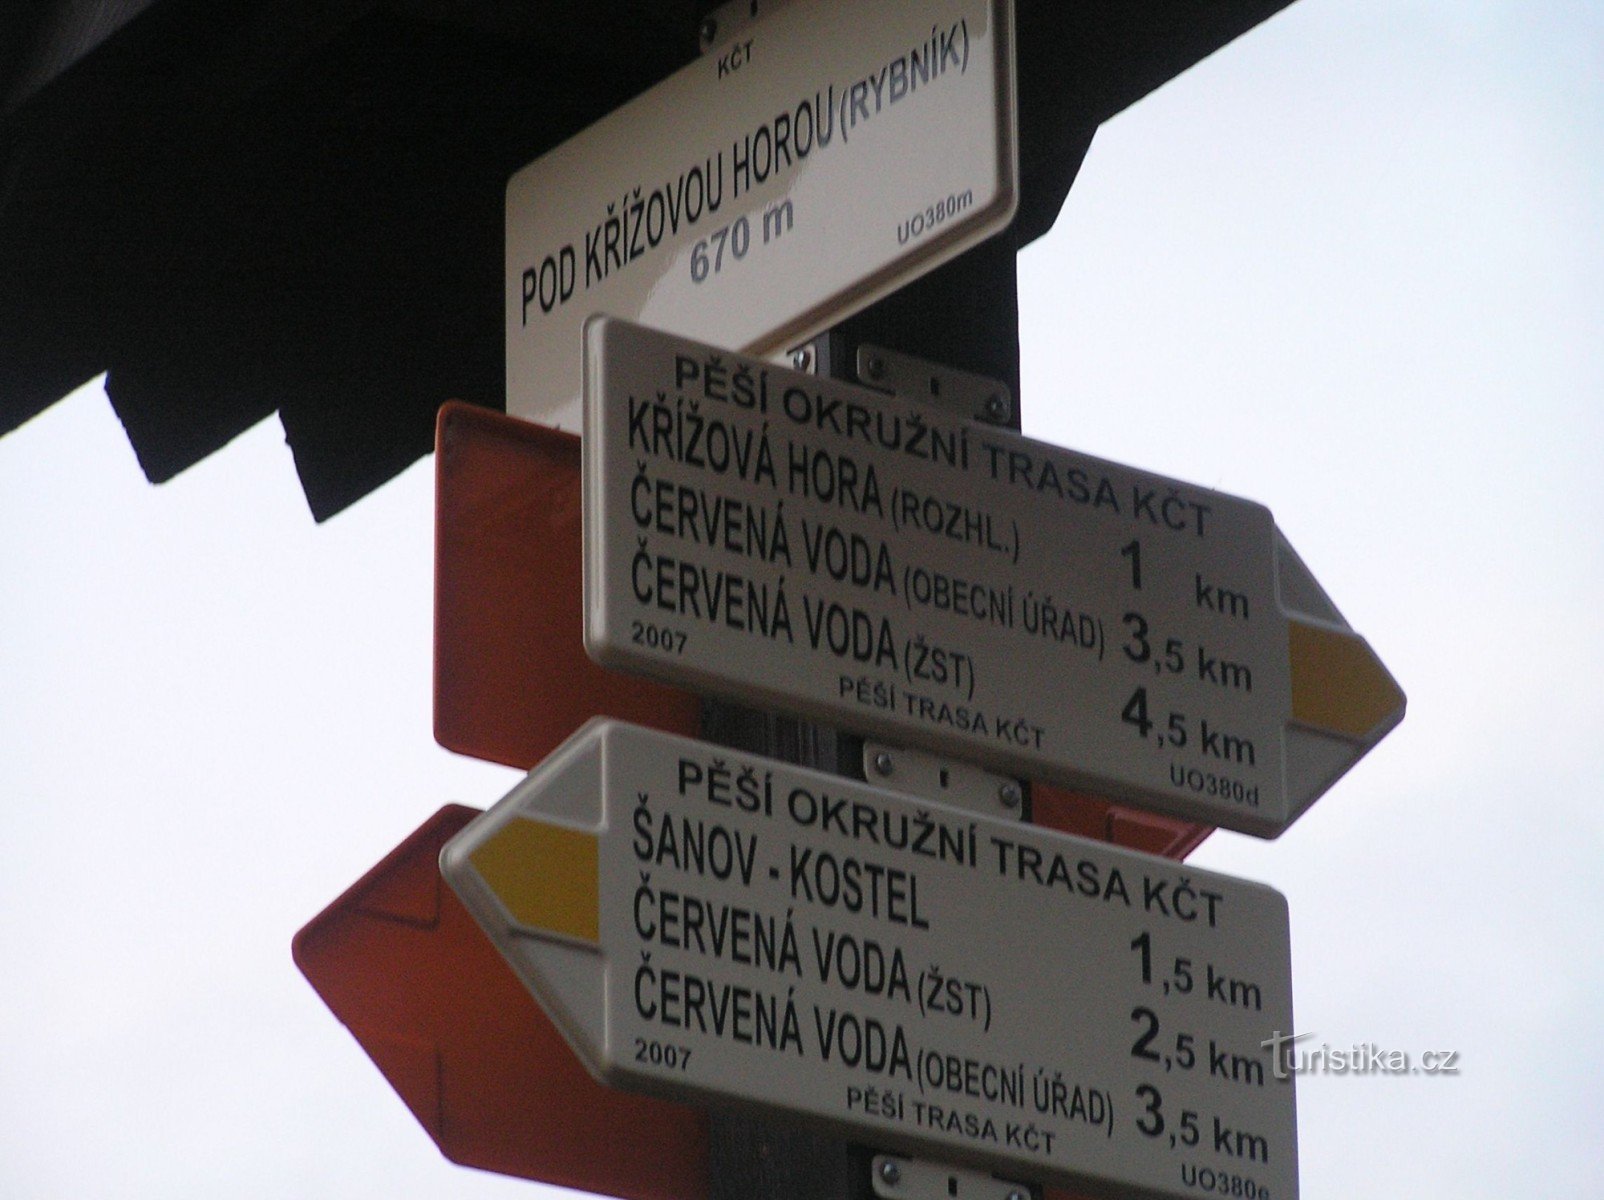 KČT
POD KŘÍŽOVOU HOROU (RYBNÍK)
670 m
UO380m
PĚŠÍ OKRUŽNÍ TRASA KČT
KŘÍŽOVÁ HORA (ROZHL.) 1 km
ČERVENÁ VODA (OBECNÍ ÚŘAD) 3,5 km
ČERVENÁ VODA (ŽST) 4,5 km
2007 PĚŠÍ TRASA KČT UO380d
PĚŠÍ OKRUŽNÍ TRASA KČT
ŠANOV - KOSTEL 1,5 km
ČERVENÁ VODA (ŽST) 2,5 km
ČERVENÁ VODA (OBECNÍ ÚŘAD) 3,5 km
2007 PĚŠÍ TRASA KČT UO380e
Turistika.cz